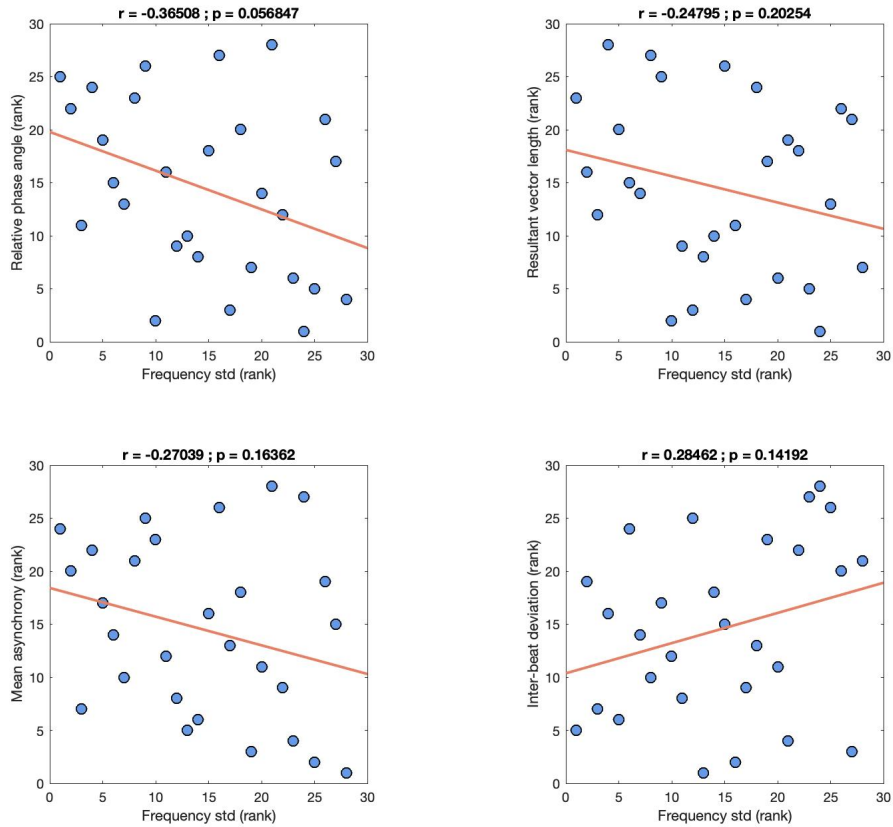 r = -0.36508 ; p = 0.056847
30
25
20
15
10
5
0
Relative phase angle (rank)
0 5 10 15 20 25 30
Frequency std (rank)
r = -0.24795 ; p = 0.20254
30
25
20
15
10
5
0
Resultant vector length (rank)
0 5 10 15 20 25 30
Frequency std (rank)
r = -0.27039 ; p = 0.16362
30
25
20
15
10
5
0
Mean asynchrony (rank)
0 5 10 15 20 25 30
Frequency std (rank)
r = 0.28462 ; p = 0.14192
30
25
20
15
10
5
0
Inter-beat deviation (rank)
0 5 10 15 20 25 30
Frequency std (rank)